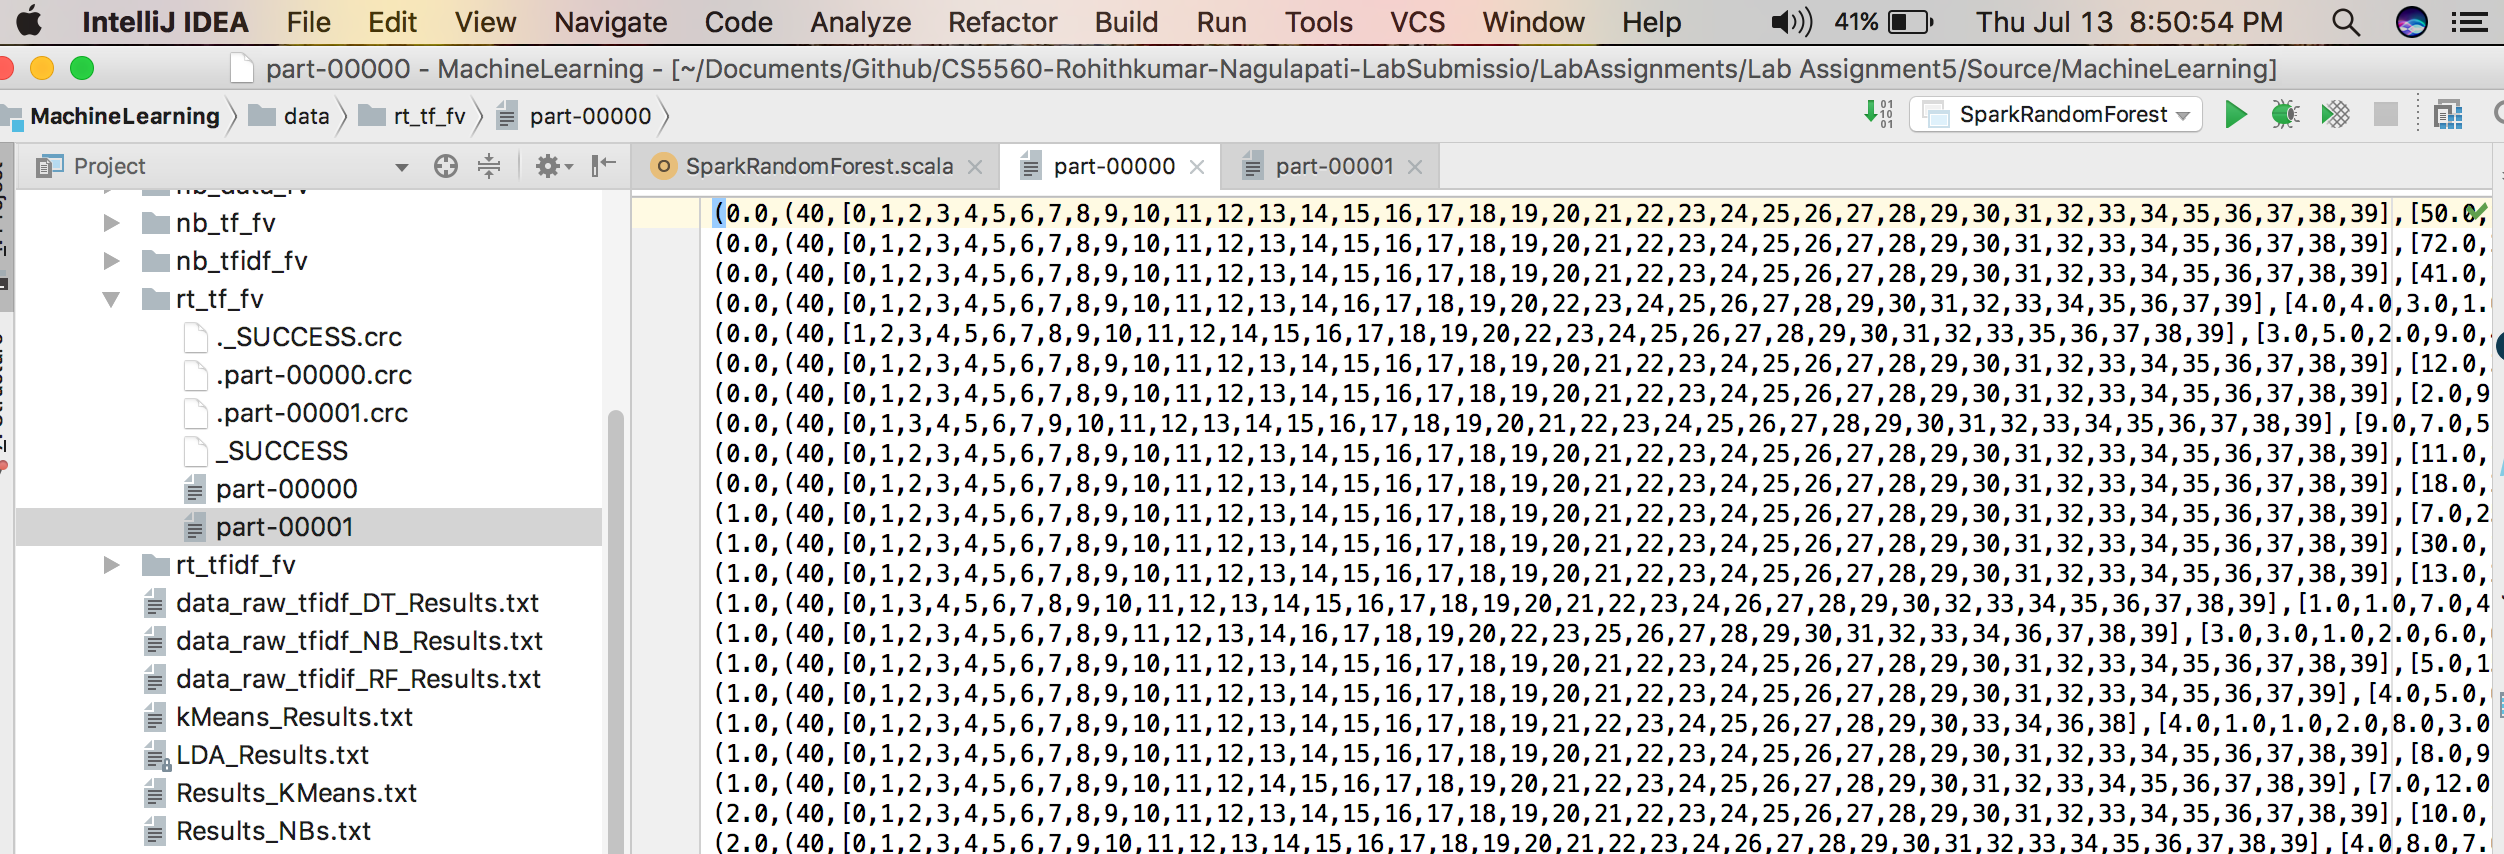 IntelliJ IDEA File Edit View Navigate Code Analyze Refactor Build Run Tools VCS Window Help 41% Thu Jul 13 8:50:54 PM
part-00000 - MachineLearning - [~/Documents/Github/CS5560-Rohithkumar-Nagulapati-LabSubmissio/LabAssignments/Lab Assignment5/Source/MachineLearning]
MachineLearning data rt_tf_fv part-00000 SparkRandomForest
Project SparkRandomForest.scala part-00000 part-00001
nb_data_fv
nb_tf_fv
nb_tfidf_fv
rt_tf_fv
._SUCCESS.crc
.part-00000.crc
.part-00001.crc
_SUCCESS
part-00000
part-00001
rt_tfidf_fv
data_raw_tfidf_DT_Results.txt
data_raw_tfidf_NB_Results.txt
data_raw_tfidif_RF_Results.txt
kMeans_Results.txt
LDA_Results.txt
Results_KMeans.txt
Results_NBs.txt
(0.0,(40,[0,1,2,3,4,5,6,7,8,9,10,11,12,13,14,15,16,17,18,19,20,21,22,23,24,25,26,27,28,29,30,31,32,33,34,35,36,37,38,39],[50.0,
(0.0,(40,[0,1,2,3,4,5,6,7,8,9,10,11,12,13,14,15,16,17,18,19,20,21,22,23,24,25,26,27,28,29,30,31,32,33,34,35,36,37,38,39],[72.0,
(0.0,(40,[0,1,2,3,4,5,6,7,8,9,10,11,12,13,14,15,16,17,18,19,20,21,22,23,24,25,26,27,28,29,30,31,32,33,34,35,36,37,38,39],[41.0,
(0.0,(40,[0,1,2,3,4,5,6,7,8,9,10,11,12,13,14,16,17,18,19,20,22,23,24,25,26,27,28,29,30,31,32,33,34,35,36,37,39],[4.0,4.0,3.0,1.
(0.0,(40,[1,2,3,4,5,6,7,8,9,10,11,12,14,15,16,17,18,19,20,22,23,24,25,26,27,28,29,30,31,32,33,35,36,37,38,39],[3.0,5.0,2.0,9.0,
(0.0,(40,[0,1,2,3,4,5,6,7,8,9,10,11,12,13,14,15,16,17,18,19,20,21,22,23,24,25,26,27,28,29,30,31,32,33,34,35,36,37,38,39],[12.0,
(0.0,(40,[0,1,2,3,4,5,6,7,8,9,10,11,12,13,14,15,16,17,18,19,20,21,22,23,24,25,26,27,28,29,30,31,32,33,34,35,36,37,38,39],[2.0,9
(0.0,(40,[0,1,3,4,5,6,7,9,10,11,12,13,14,15,16,17,18,19,20,21,22,23,24,25,26,27,28,29,30,31,32,33,34,35,36,37,38,39],[9.0,7.0,5
(0.0,(40,[0,1,2,3,4,5,6,7,8,9,10,11,12,13,14,15,16,17,18,19,20,21,22,23,24,25,26,27,28,29,30,31,32,33,34,35,36,37,38,39],[11.0,
(0.0,(40,[0,1,2,3,4,5,6,7,8,9,10,11,12,13,14,15,16,17,18,19,20,21,22,23,24,25,26,27,28,29,30,31,32,33,34,35,36,37,38,39],[18.0,
(1.0,(40,[0,1,2,3,4,5,6,7,8,9,10,11,12,13,14,15,16,17,18,19,20,21,22,23,24,25,26,27,28,29,30,31,32,33,34,35,36,37,38,39],[7.0,2
(1.0,(40,[0,1,2,3,4,5,6,7,8,9,10,11,12,13,14,15,16,17,18,19,20,21,22,23,24,25,26,27,28,29,30,31,32,33,34,35,36,37,38,39],[30.0,
(1.0,(40,[0,1,2,3,4,5,6,7,8,9,10,11,12,13,14,15,16,17,18,19,20,21,22,23,24,25,26,27,28,29,30,31,32,33,34,35,36,37,38,39],[13.0,
(1.0,(40,[0,1,3,4,5,6,7,8,9,10,11,12,13,14,15,16,17,18,19,20,21,22,23,24,26,27,28,29,30,32,33,34,35,36,37,38,39],[1.0,1.0,7.0,4
(1.0,(40,[0,1,2,3,4,5,6,7,8,9,11,12,13,14,16,17,18,19,20,22,23,25,26,27,28,29,30,31,32,33,34,36,37,38,39],[3.0,3.0,1.0,2.0,6.0,
(1.0,(40,[0,1,2,3,4,5,6,7,8,9,10,11,12,13,14,15,16,17,18,19,20,21,22,23,24,25,26,27,28,29,30,31,32,33,34,35,36,37,38,39],[5.0,1
(1.0,(40,[0,1,2,3,4,5,6,7,8,9,10,11,12,13,14,15,16,17,18,19,20,21,22,23,24,25,26,27,28,29,30,31,32,33,34,35,36,37,39],[4.0,5.0,
(1.0,(40,[0,1,2,3,4,5,6,7,8,9,10,11,12,13,14,15,16,17,18,19,21,22,23,24,25,26,27,28,29,30,33,34,36,38],[4.0,1.0,1.0,2.0,8.0,3.0
(1.0,(40,[0,1,2,3,4,5,6,7,8,9,10,11,12,13,14,15,16,17,18,19,20,21,22,23,24,25,26,27,28,29,30,31,32,33,34,35,36,37,38,39],[8.0,9
(1.0,(40,[0,1,2,3,4,5,6,7,8,9,10,11,12,14,15,16,17,18,19,20,21,22,23,24,25,26,27,28,29,30,31,32,33,34,35,36,37,38,39],[7.0,12.0
(2.0,(40,[0,1,2,3,4,5,6,7,8,9,10,11,12,13,14,15,16,17,18,19,20,21,22,23,24,25,26,27,28,29,30,31,32,33,34,35,36,37,38,39],[10.0,
(2.0,(40,[0,1,2,3,4,5,6,7,9,10,11,12,13,14,15,16,17,18,19,20,21,22,23,24,26,27,28,29,30,31,32,33,34,35,36,37,38,39],[4.0,8.0,7.